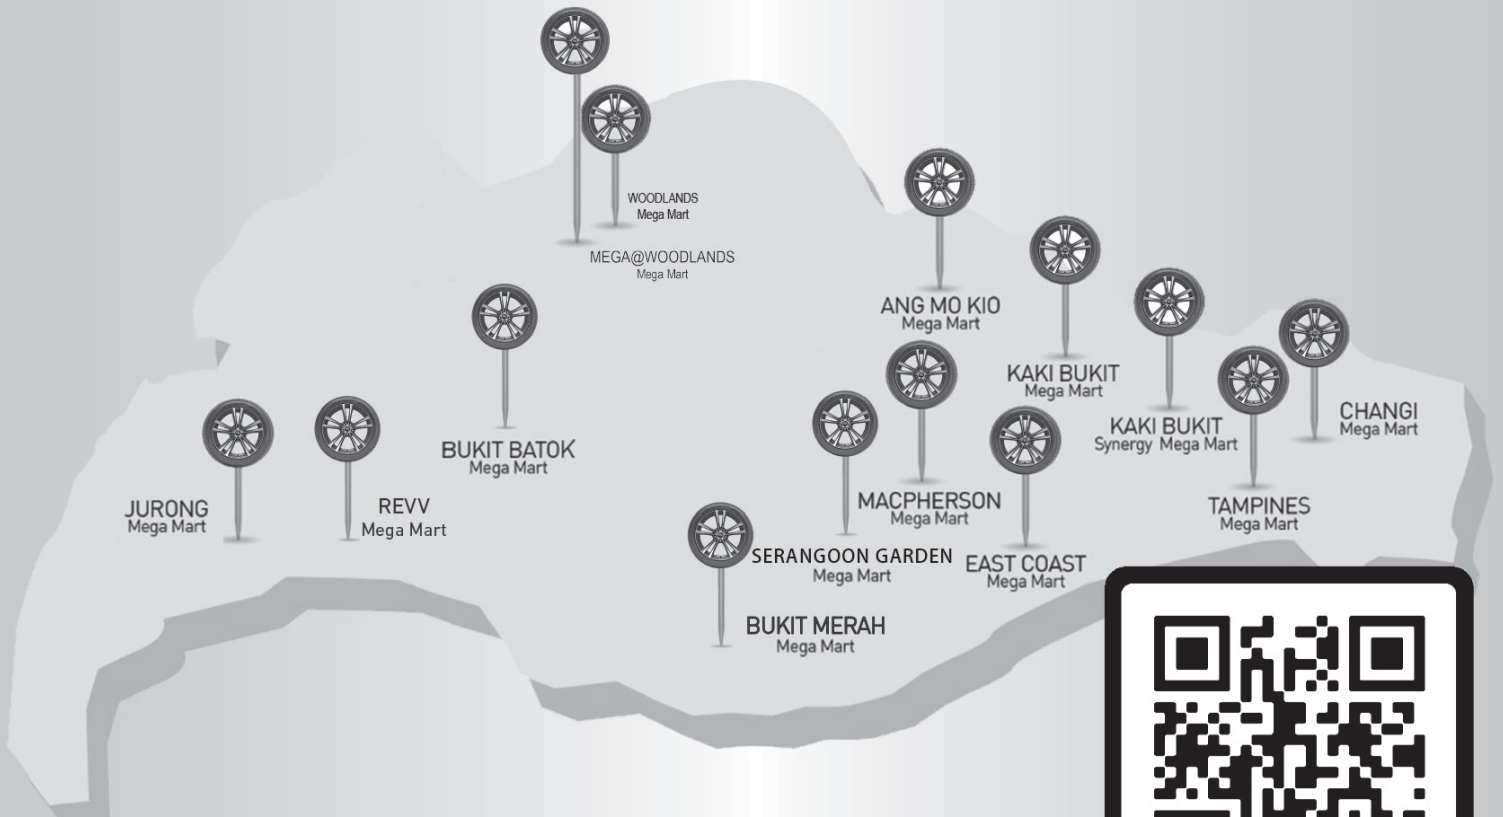 WOODLANDS
Mega Mart
MEGA@WOODLANDS
Mega Mart
ANG MO KIO
Mega Mart
KAKI BUKIT
Mega Mart
KAKI BUKIT
Synergy Mega Mart
CHANGI
Mega Mart
BUKIT BATOK
Mega Mart
JURONG
Mega Mart
REVV
Mega Mart
MACPHERSON
Mega Mart
TAMPINES
Mega Mart
SERANGOON GARDEN
Mega Mart
EAST COAST
Mega Mart
BUKIT MERAH
Mega Mart